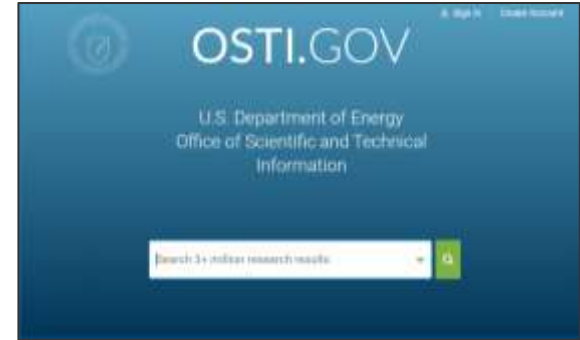 Sign In Create Account
OSTI.GOV
U.S. Department of Energy
Office of Scientific and Technical
Information
Search 3+ million research results